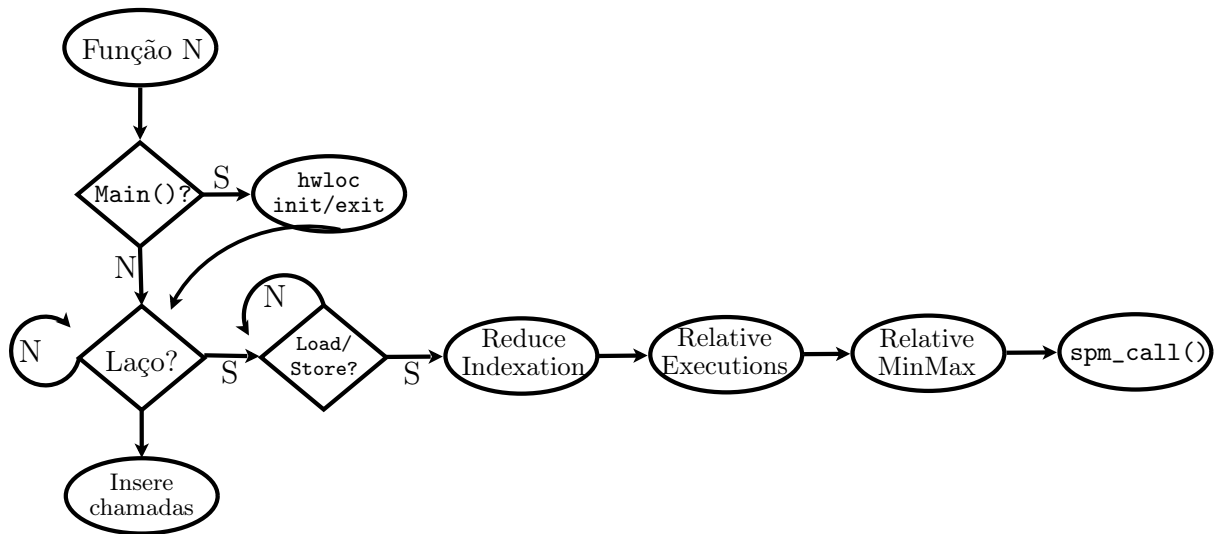 Função N
Main()?
S
hwloc
init/exit
N
N
Laço?
S
N
Load/
Store?
S
Reduce
Indexation
Relative
Executions
Relative
MinMax
spm_call()
Insere
chamadas